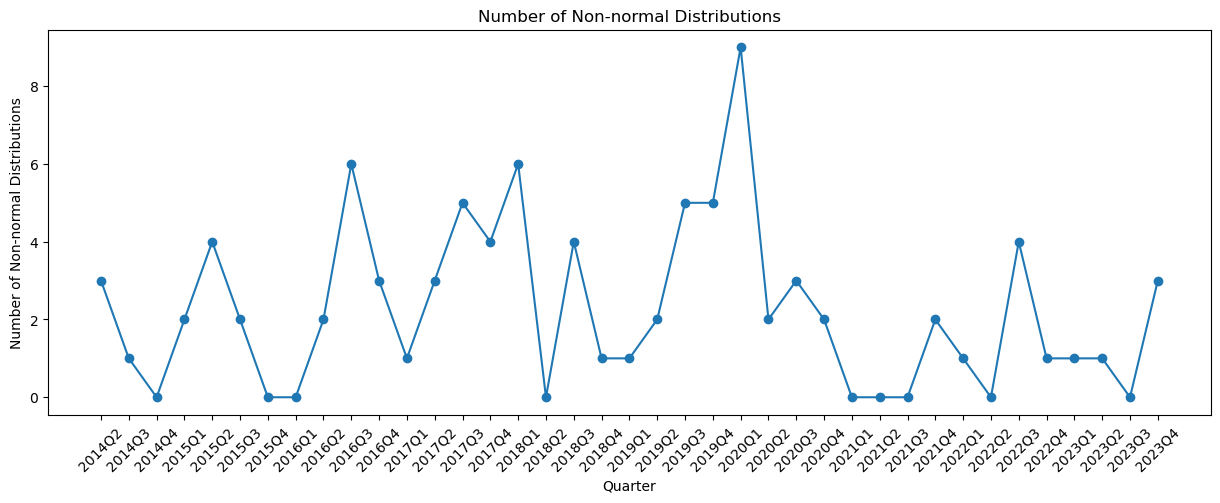 Number of Non-normal Distributions
Number of Non-normal Distributions
8
6
4
2
0
2014Q2
2014Q3
2014Q4
2015Q1
2015Q2
2015Q3
2015Q4
2016Q1
2016Q2
2016Q3
2016Q4
2017Q1
2017Q2
2017Q3
2017Q4
2018Q1
2018Q2
2018Q3
2018Q4
2019Q1
2019Q2
2019Q3
2019Q4
2020Q1
2020Q2
2020Q3
2020Q4
2021Q1
2021Q2
2021Q3
2021Q4
2022Q1
2022Q2
2022Q3
2022Q4
2023Q1
2023Q2
2023Q3
2023Q4
Quarter